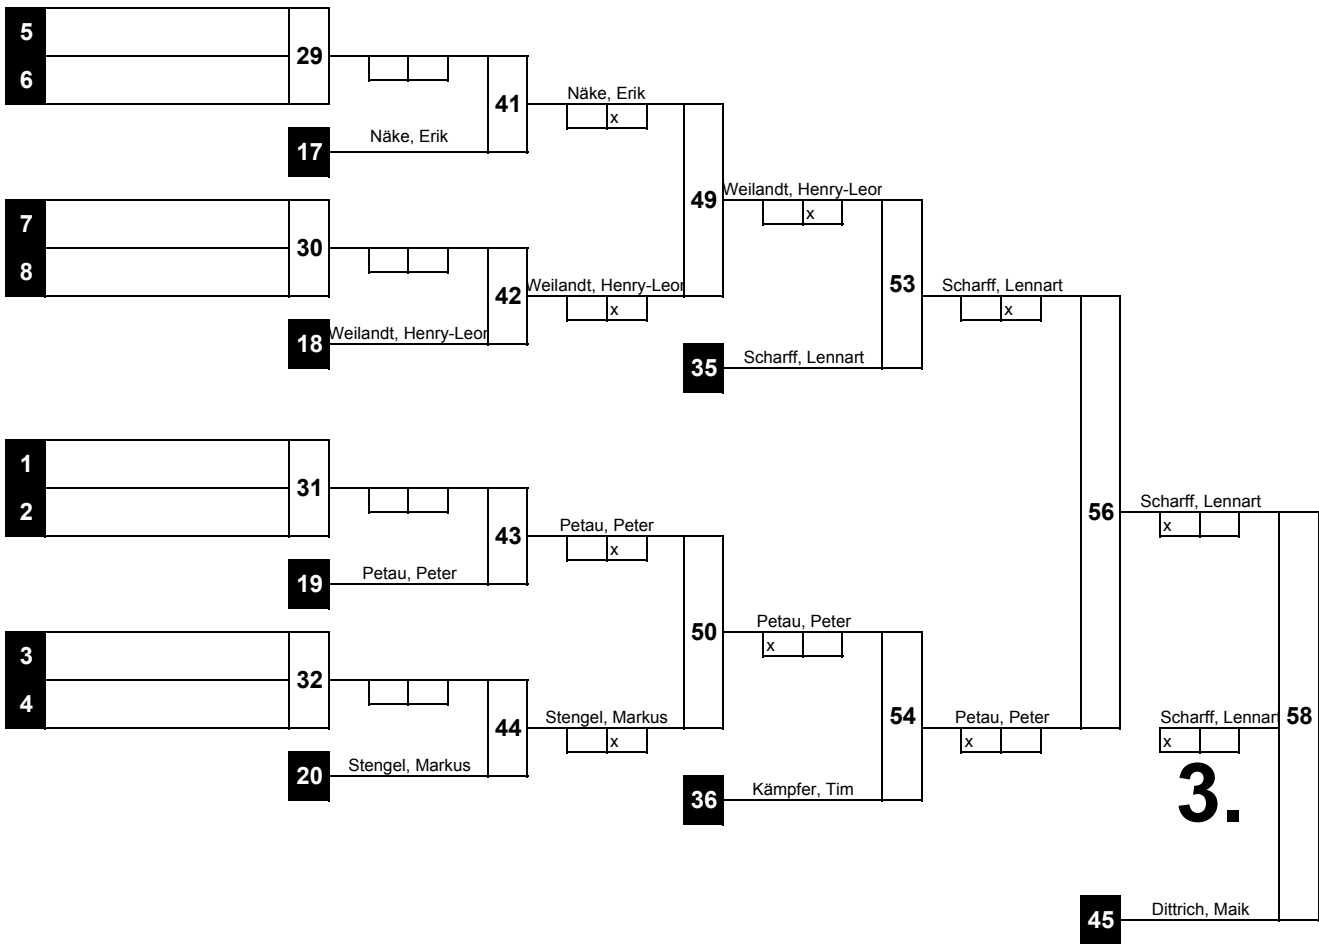 5
29
6
41
Näke, Erik
x
17
Näke, Erik
7
49
Weilandt, Henry-Leor
x
30
8
42
Weilandt, Henry-Leor
x
53
Scharff, Lennart
x
18
Weilandt, Henry-Leor
35
Scharff, Lennart
1
31
2
43
Petau, Peter
x
56
Scharff, Lennart
x
19
Petau, Peter
3
50
Petau, Peter
x
32
4
44
Stengel, Markus
x
54
Petau, Peter
x
Scharff, Lennart
x
58
20
Stengel, Markus
36
Kämpfer, Tim
3.
45
Dittrich, Maik